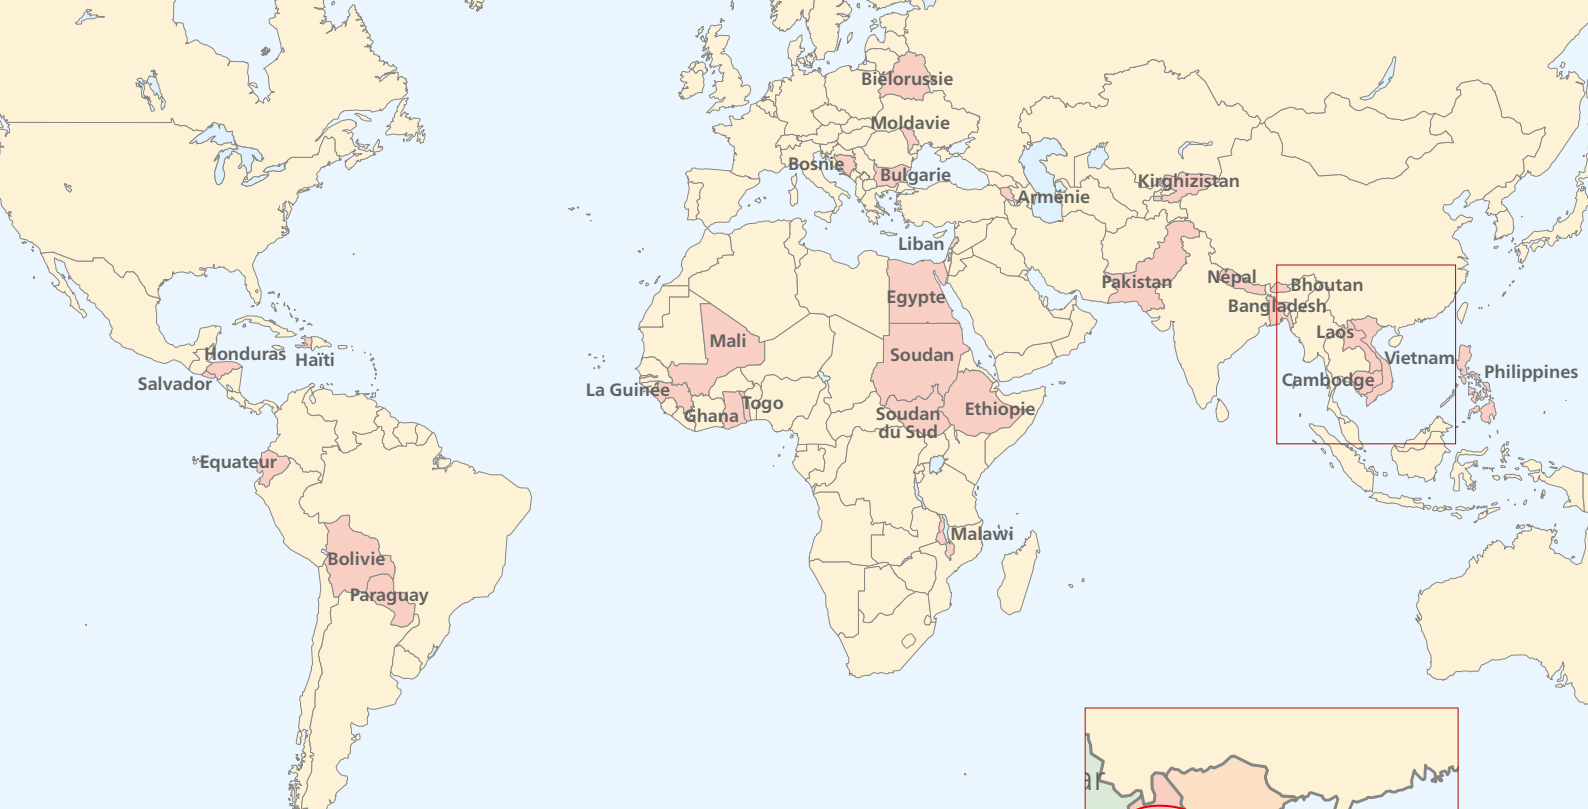 Biélorussie
Moldavie
Bosnie
Bulgarie
Kirghizistan
Arménie
Liban
Pakistan
Népal
Bhoutan
Egypte
Bangladesh
Laos
Mali
Soudan
Honduras
Haïti
Vietnam
Salvador
Philippines
Cambodge
La Guinée
Togo
Ghana
Ethiopie
Soudan
du Sud
Equateur
Malawi
Bolivie
Paraguay
ar